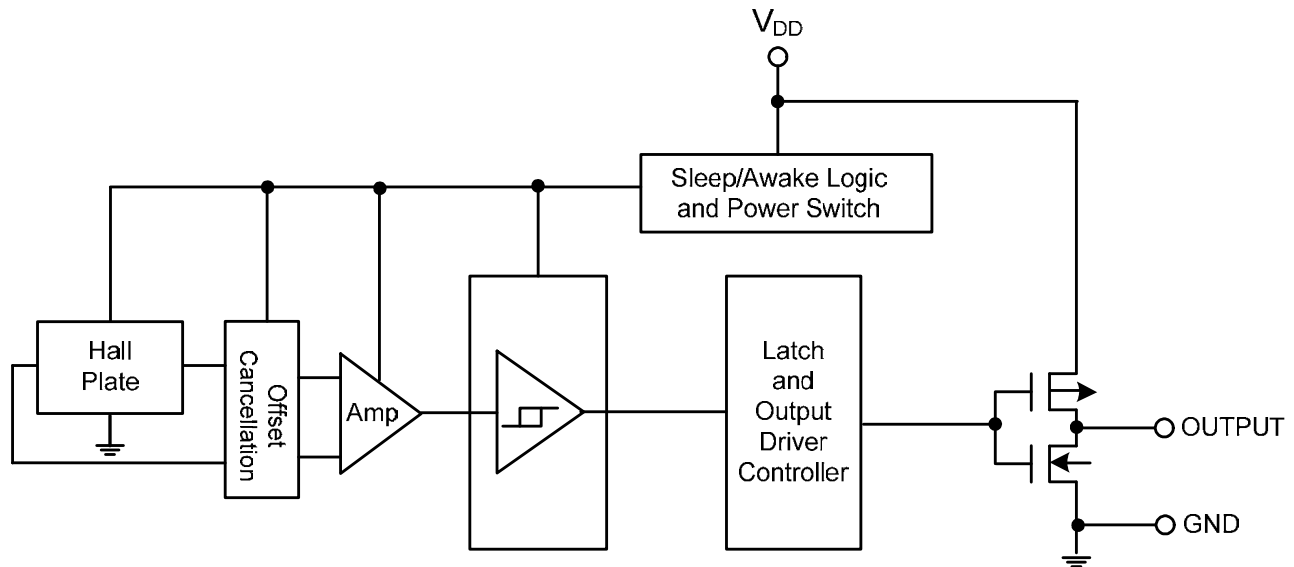 VDD
Sleep/Awake Logic
and Power Switch
Hall
Plate
Offset
Cancellation
Amp
Latch
and
Output
Driver
Controller
OUTPUT
GND